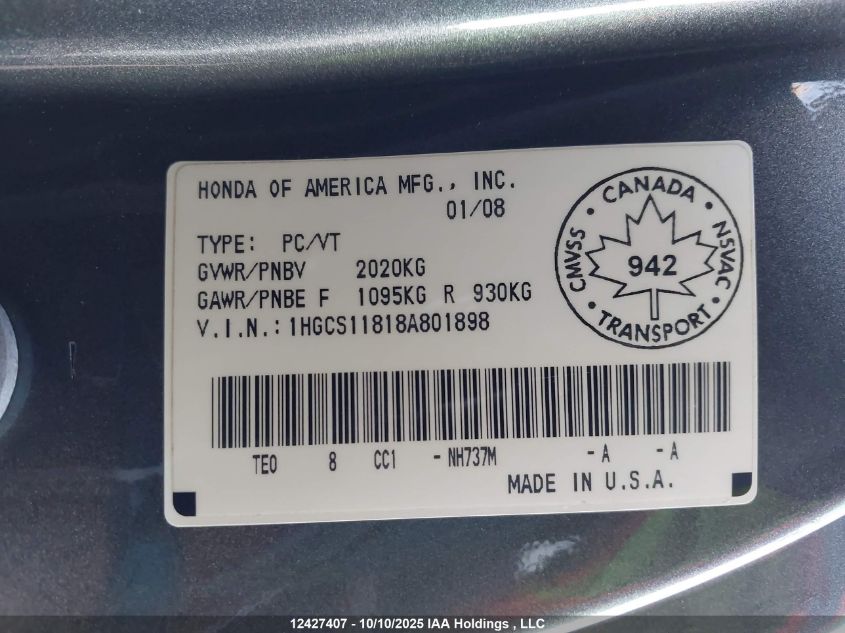 HONDA OF AMERICA MFG., INC.
01/08
TYPE: PC/VT
GVWR/PNBV 2020KG
GAWR/PNBE F 1095KG R 930KG
V.I.N.: 1HGCS11818A801898
CANADA
CMVSS
NSVAC
942
TRANSPORT
TE0 8 CC1 - NH737M - A - A
MADE IN U.S.A.
12427407 - 10/10/2025 IAA Holdings , LLC